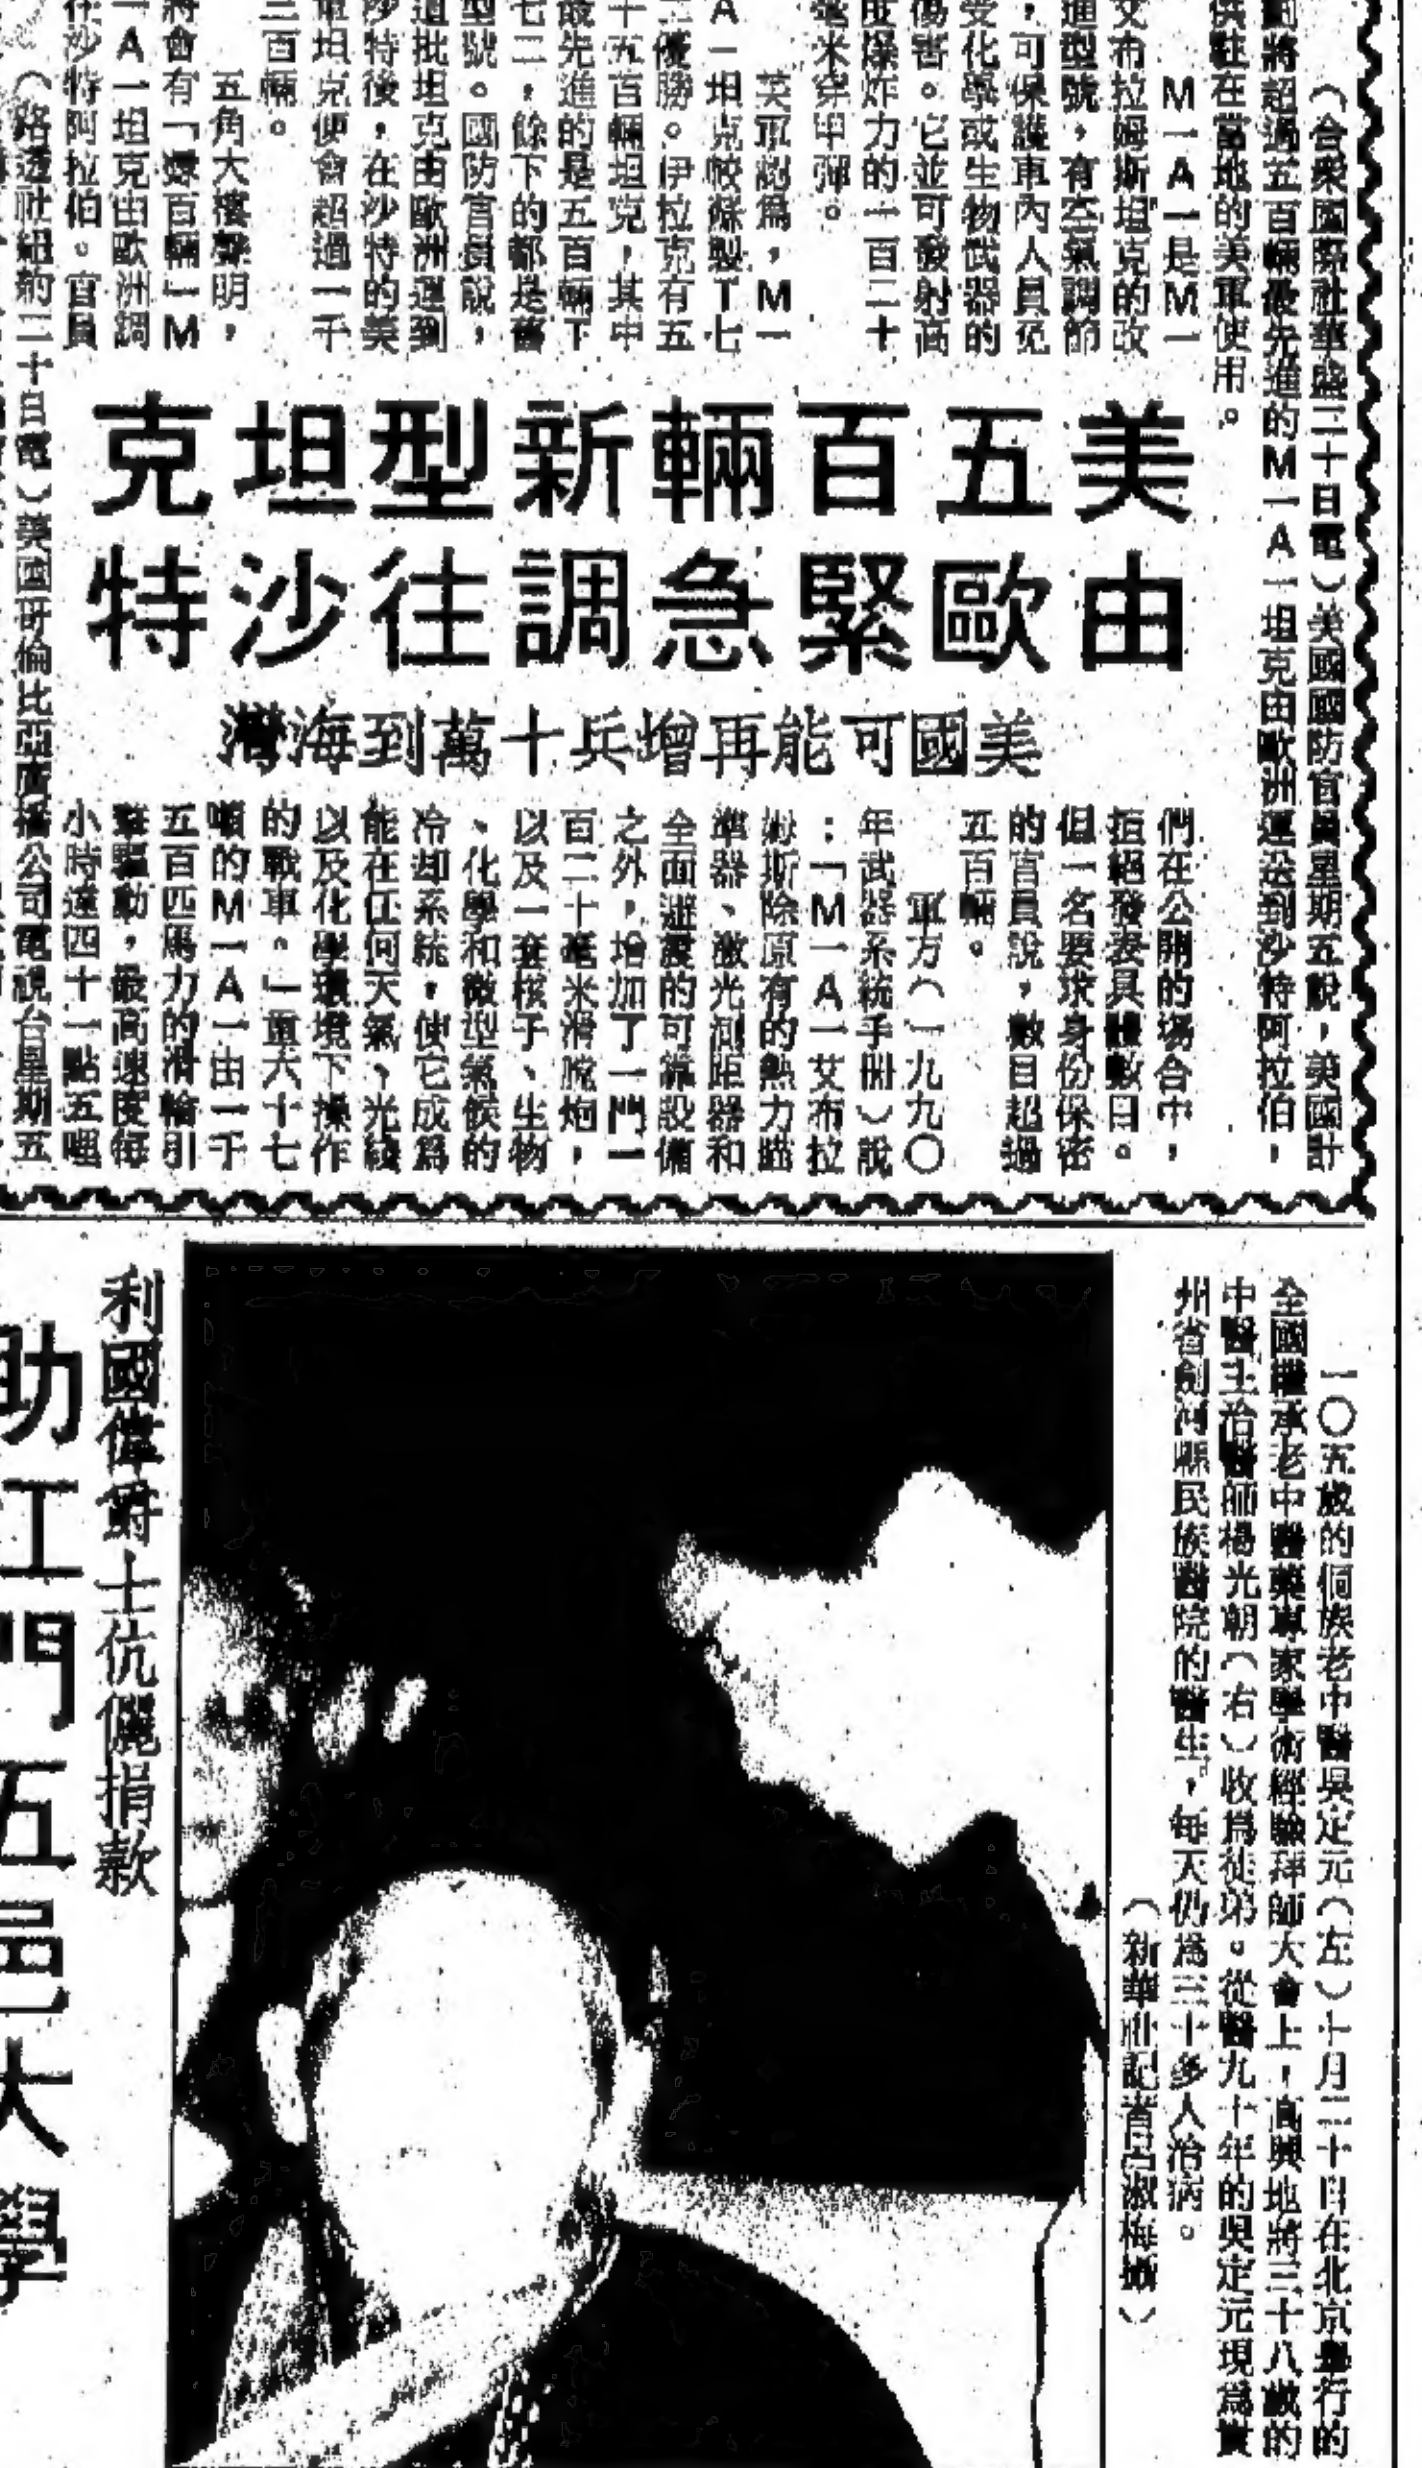 （合衆國際社華盛頓二十日電）美國國防官員星期五說，美國計
劃將超過五百輛最先進的M一A一坦克由歐洲運送到沙特阿拉伯，
供駐在當地的美軍使用。
M一A一是M一
艾布拉姆斯坦克的改
進型號，有空氣調節
，可保護車內人員免
受化學或生物武器的
傷害。它並可發射高
度爆炸力的一百二十
毫米穿甲彈。
英軍認爲，M一
A一坦克較蘇製T七
二優勝。伊拉克有五
千五百輛坦克，其中
最先進的是五百輛T
七二，餘下的都是舊
型號。國防官員說，
這批坦克由歐洲運到
沙特後，在沙特的美
軍坦克便會超過一千
三百輛。
五角大樓聲明，
將會有「數百輛」M
一A一坦克由歐洲調
往沙特阿拉伯。官員
美五百輛新型坦克
由歐緊急調往沙特
美國可能再增兵十萬到海灣
們在公開的場合中，
拒絕發表具體數目。
但一名要求身份保密
的官員說，數目超過
五百輛。
軍方（一九九〇
年武器系統手冊）說
：「M一A一艾布拉
姆斯除原有的熱力瞄
準器、激光測距器和
全面避震的可靠設備
之外，增加了一門一
百二十毫米滑膛炮，
以及一套核子、生物
、化學和微型氣候的
冷却系統，使它成爲
能在任何天氣、光綫
以及化學環境下操作
的戰車。」重六十七
噸的M一A一由一千
五百匹馬力的滑輪引
擎驅動，最高速度每
小時達四十一點五哩
（路透社紐約二十日電）美國哥倫比亞廣播公司電視台星期五
一〇五歲的侗族老中醫吳定元（左）十月二十日在北京舉行的
全國繼承老中醫藥專家學術經驗拜師大會上，高興地將三十八歲的
中醫主治醫師楊光朝（右）收爲徒弟。從醫九十年的吳定元現爲貴
州省劍河縣民族醫院的醫生，每天仍爲三十多人治病。
（新華社記者呂淑梅攝）
利國偉爵士伉儷捐款
助江門五邑大學